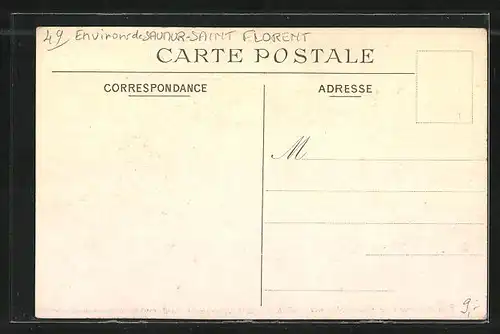 49 Environs de SAUMUR-SAINT FLORENT
CARTE POSTALE
CORRESPONDANCE
ADRESSE
M
9,-